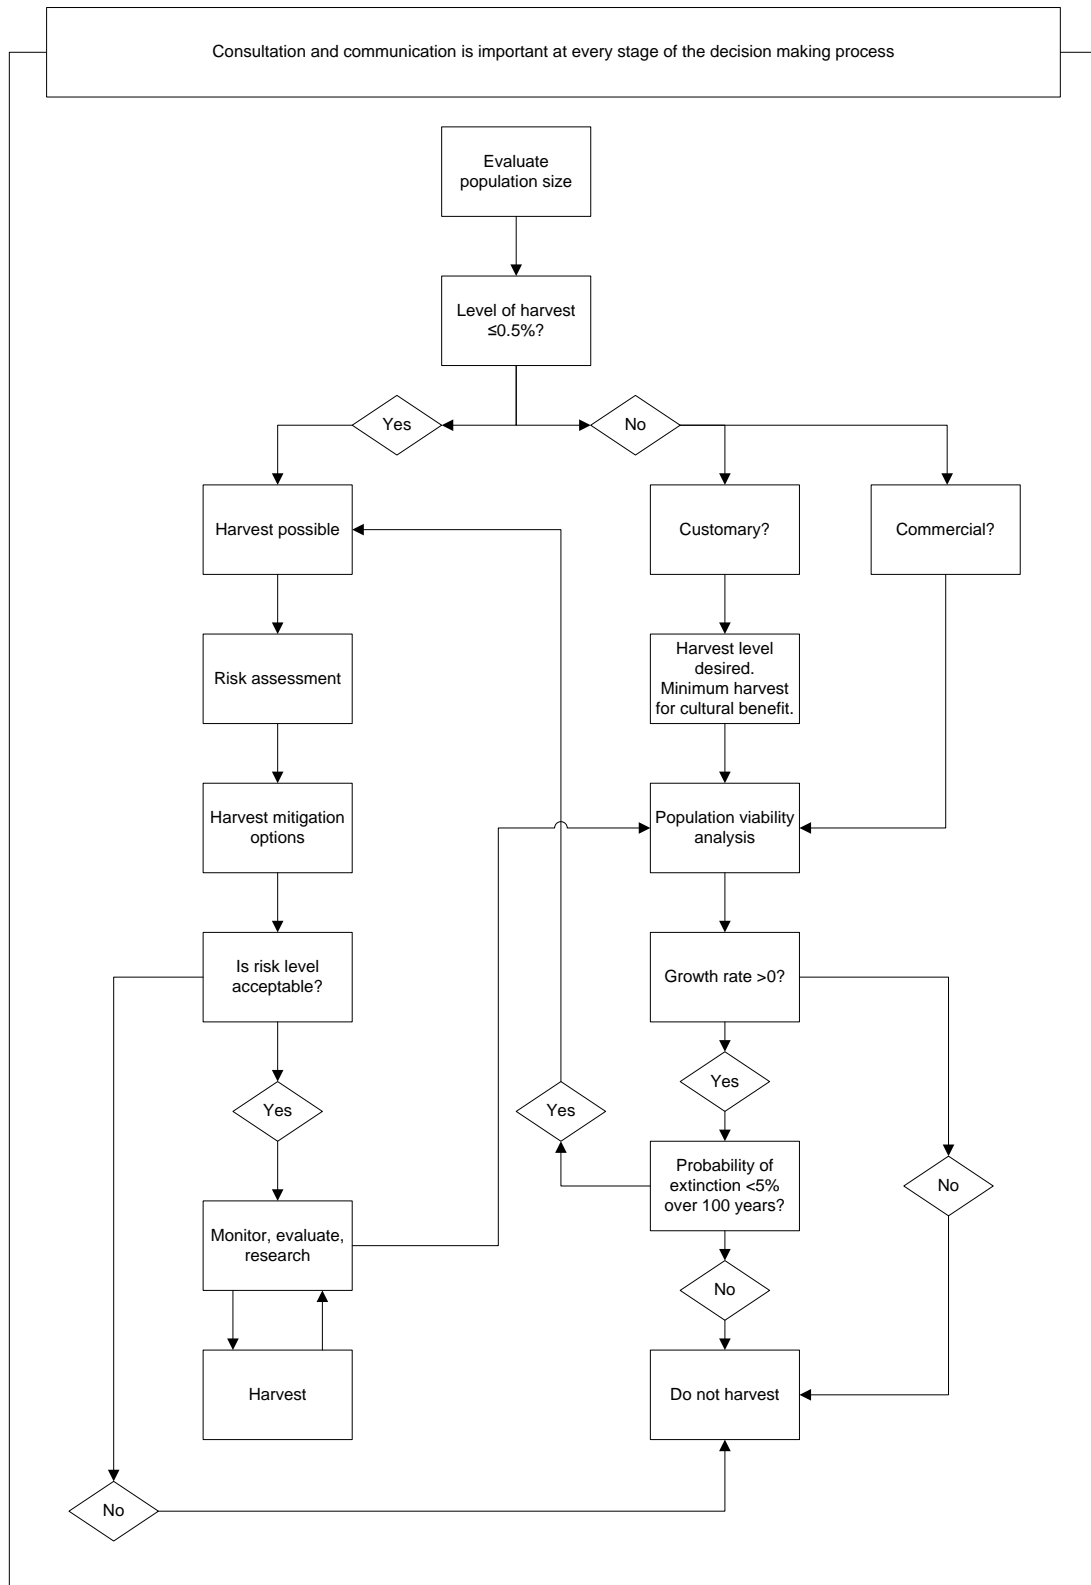 Consultation and communication is important at every stage of the decision making process
Evaluate
population size
Level of harvest
≤0.5%?
Yes
No
Harvest possible
Customary?
Commercial?
Risk assessment
Harvest level
desired.
Minimum harvest
for cultural benefit.
Harvest mitigation
options
Population viability
analysis
Is risk level
acceptable?
Growth rate >0?
Yes
Yes
Yes
Probability of
extinction <5%
over 100 years?
No
Monitor, evaluate,
research
No
Harvest
Do not harvest
No